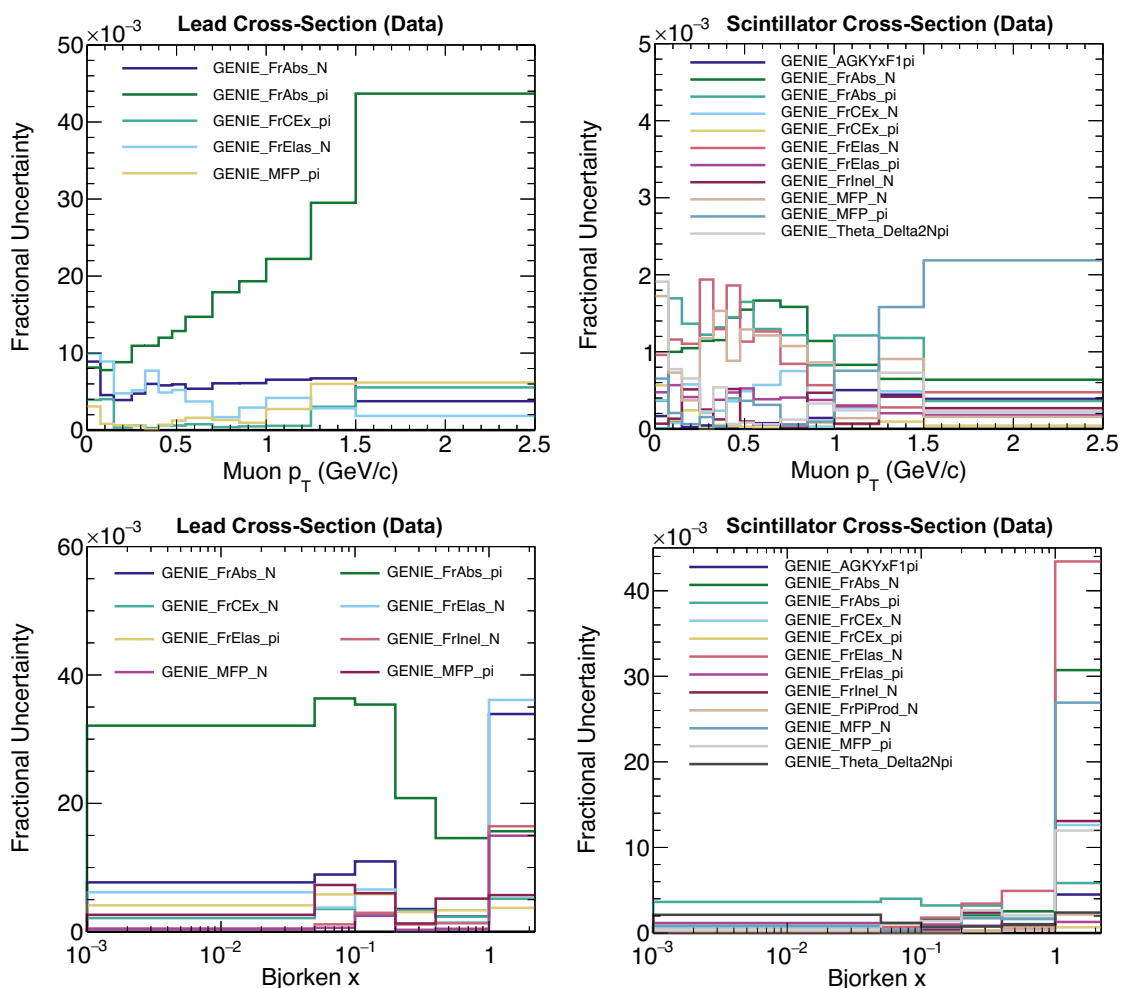 Lead Cross-Section (Data)
×10⁻³
50
40
30
20
10
0
Fractional Uncertainty
GENIE_FrAbs_N
GENIE_FrAbs_pi
GENIE_FrCEx_pi
GENIE_FrElas_N
GENIE_MFP_pi
0 0.5 1 1.5 2 2.5
Muon p_T (GeV/c)
Scintillator Cross-Section (Data)
×10⁻³
5
4
3
2
1
0
Fractional Uncertainty
GENIE_AGKYxF1pi
GENIE_FrAbs_N
GENIE_FrAbs_pi
GENIE_FrCEx_N
GENIE_FrCEx_pi
GENIE_FrElas_N
GENIE_FrElas_pi
GENIE_FrInel_N
GENIE_MFP_N
GENIE_MFP_pi
GENIE_Theta_Delta2Npi
0 0.5 1 1.5 2 2.5
Muon p_T (GeV/c)
Lead Cross-Section (Data)
×10⁻³
60
40
20
0
Fractional Uncertainty
GENIE_FrAbs_N GENIE_FrAbs_pi
GENIE_FrCEx_N GENIE_FrElas_N
GENIE_FrElas_pi GENIE_FrInel_N
GENIE_MFP_N GENIE_MFP_pi
10⁻³ 10⁻² 10⁻¹ 1
Bjorken x
Scintillator Cross-Section (Data)
×10⁻³
40
30
20
10
0
Fractional Uncertainty
GENIE_AGKYxF1pi
GENIE_FrAbs_N
GENIE_FrAbs_pi
GENIE_FrCEx_N
GENIE_FrCEx_pi
GENIE_FrElas_N
GENIE_FrElas_pi
GENIE_FrInel_N
GENIE_FrPiProd_N
GENIE_MFP_N
GENIE_MFP_pi
GENIE_Theta_Delta2Npi
10⁻³ 10⁻² 10⁻¹ 1
Bjorken x